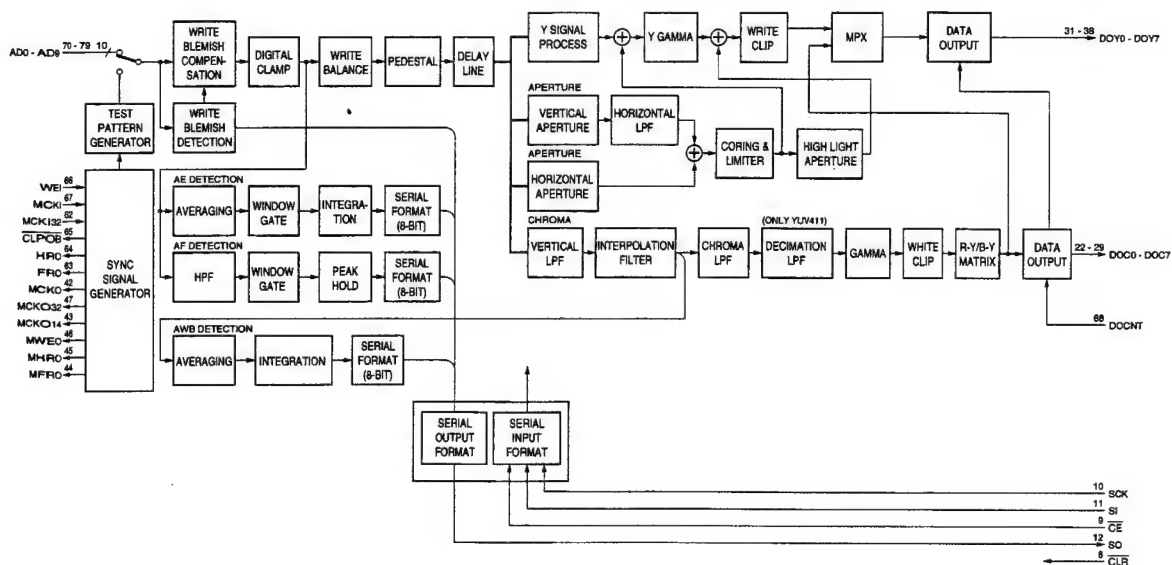 AD0 - AD9
70 - 79
10
WRITE
BLEMISH
COMPEN-
SATION
DIGITAL
CLAMP
WRITE
BALANCE
PEDESTAL
DELAY
LINE
Y SIGNAL
PROCESS
Y GAMMA
WRITE
CLIP
MPX
DATA
OUTPUT
31 - 38
DOY0 - DOY7
TEST
PATTERN
GENERATOR
WRITE
BLEMISH
DETECTION
APERTURE
VERTICAL
APERTURE
HORIZONTAL
LPF
APERTURE
HORIZONTAL
APERTURE
CORING &
LIMITER
HIGH LIGHT
APERTURE
66
WEI
67
MCKI
62
MCKI32
65
CLPOB
64
HR0
63
FR0
42
MCK0
47
MCKO32
43
MCKO14
46
MWE0
45
MHR0
44
MFR0
SYNC
SIGNAL
GENERATOR
AE DETECTION
AVERAGING
WINDOW
GATE
INTEGRA-
TION
SERIAL
FORMAT
(8-BIT)
AF DETECTION
HPF
WINDOW
GATE
PEAK
HOLD
SERIAL
FORMAT
(8-BIT)
AWB DETECTION
AVERAGING
INTEGRATION
SERIAL
FORMAT
(8-BIT)
CHROMA
VERTICAL
LPF
INTERPOLATION
FILTER
CHROMA
LPF
(ONLY YUV411)
DECIMATION
LPF
GAMMA
WHITE
CLIP
R-Y/B-Y
MATRIX
DATA
OUTPUT
22 - 29
DOC0 - DOC7
68
DOCNT
SERIAL
OUTPUT
FORMAT
SERIAL
INPUT
FORMAT
10
SCK
11
SI
9
CE
12
SO
8
CLR